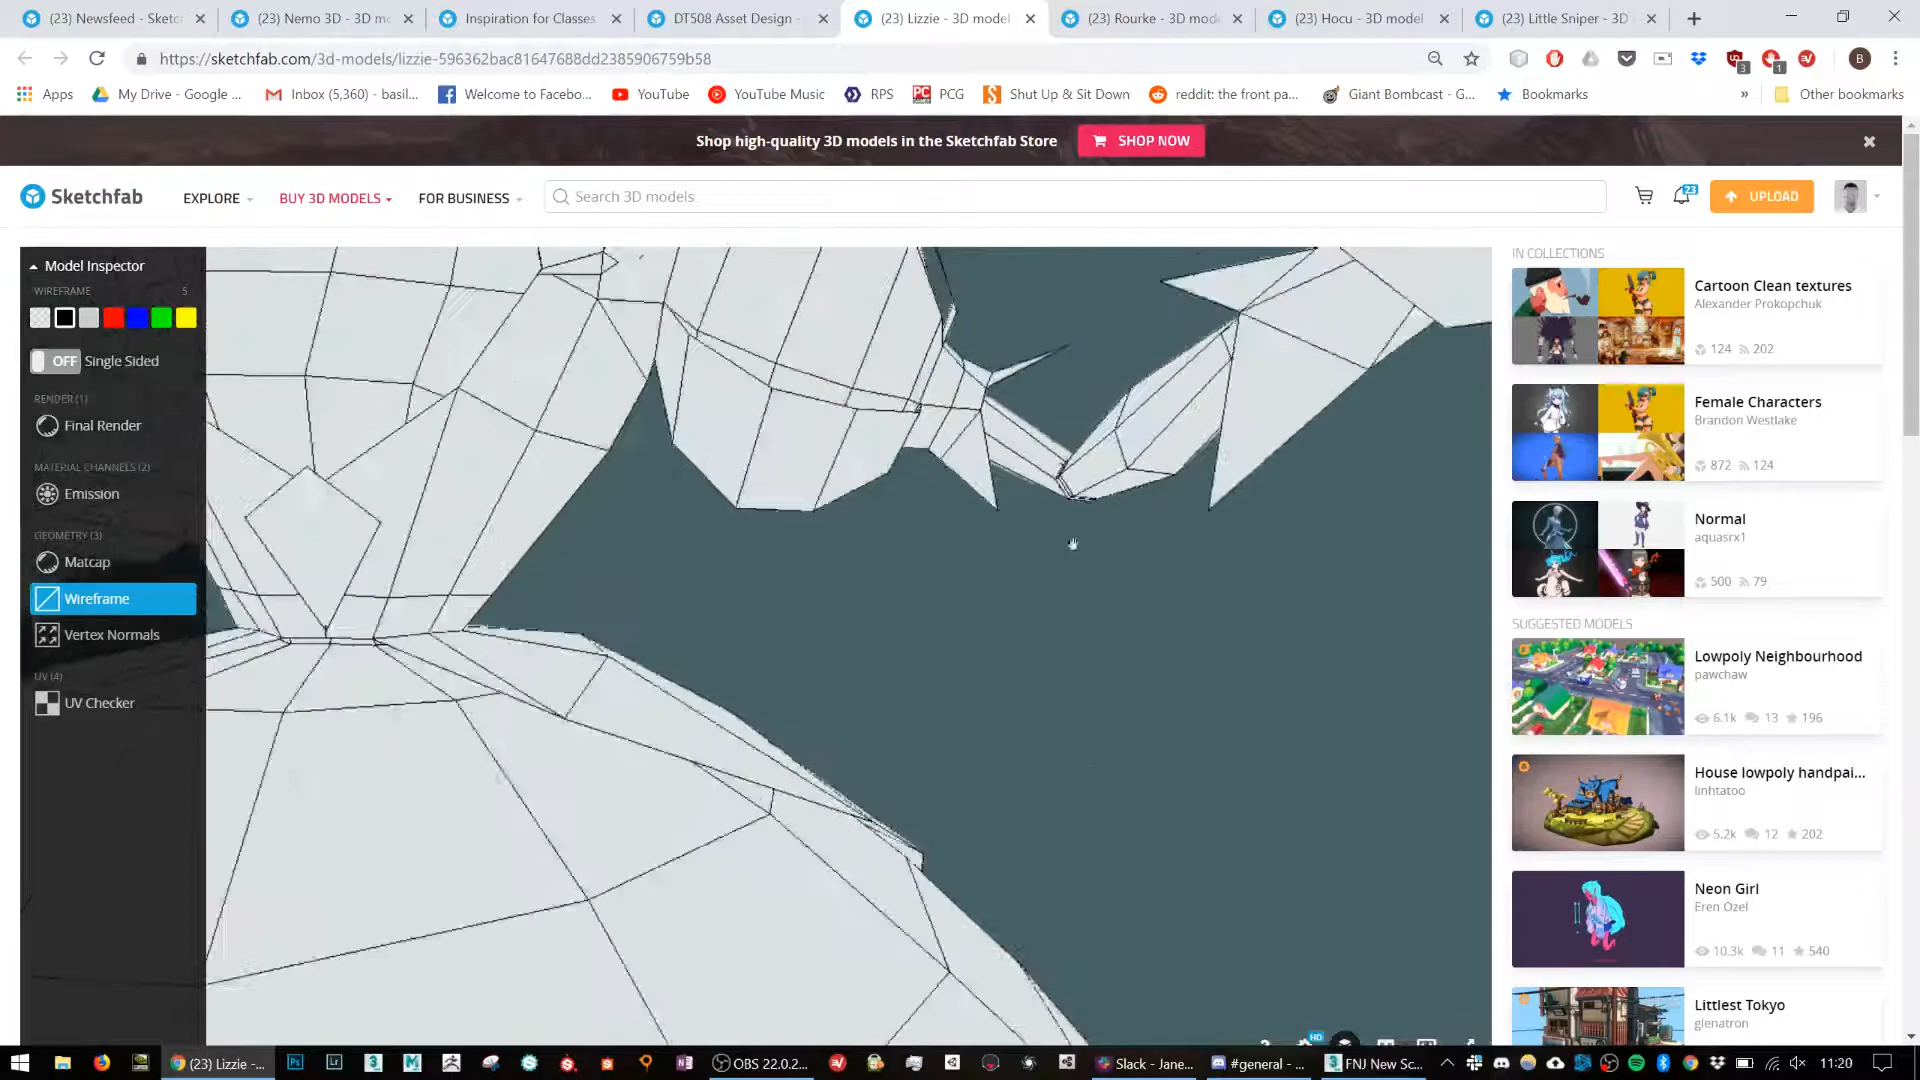 (23) Newsfeed - Sketc
(23) Nemo 3D - 3D mo
Inspiration for Classes
DT508 Asset Design -
(23) Lizzie - 3D model
(23) Rourke - 3D mode
(23) Hocu - 3D model
(23) Little Sniper - 3D
https://sketchfab.com/3d-models/lizzie-596362bac81647688dd2385906759b58
3
1
B
Apps
My Drive - Google ...
Inbox (5,360) - basil...
Welcome to Facebo...
YouTube
YouTube Music
RPS
PCG
Shut Up & Sit Down
reddit: the front pa...
Giant Bombcast - G...
Bookmarks
»
Other bookmarks
Shop high-quality 3D models in the Sketchfab Store
SHOP NOW
Sketchfab
EXPLORE
BUY 3D MODELS
FOR BUSINESS
Search 3D models
23
UPLOAD
Model Inspector
WIREFRAME
5
OFF
Single Sided
RENDER (1)
Final Render
MATERIAL CHANNELS (2)
Emission
GEOMETRY (3)
Matcap
Wireframe
Vertex Normals
UV (4)
UV Checker
HD
IN COLLECTIONS
Cartoon Clean textures
Alexander Prokopchuk
124 202
Female Characters
Brandon Westlake
872 124
Normal
aquasrx1
500 79
SUGGESTED MODELS
Lowpoly Neighbourhood
pawchaw
6.1k 13 196
House lowpoly handpai...
linhtatoo
5.2k 12 202
Neon Girl
Eren Ozel
10.3k 11 540
Littlest Tokyo
glenatron
(23) Lizzie -...
OBS 22.0.2...
Slack - Jane...
#general - ...
FNJ New Sc...
11:20